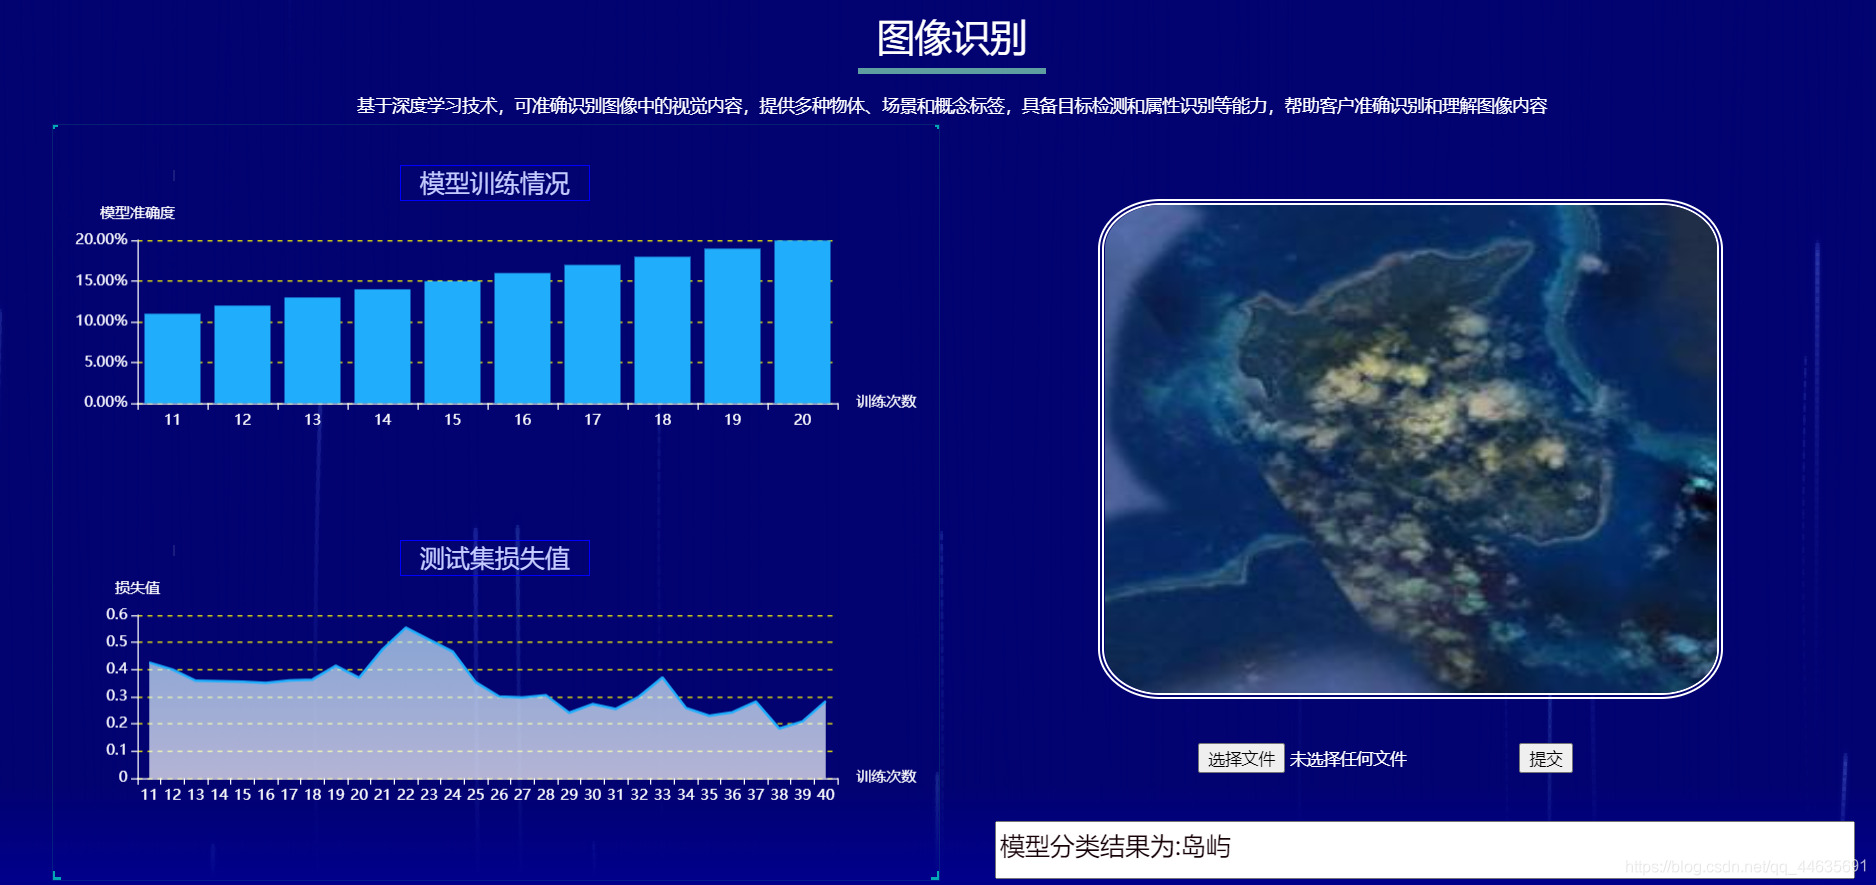 图像识别
基于深度学习技术，可准确识别图像中的视觉内容，提供多种物体、场景和概念标签，具备目标检测和属性识别等能力，帮助客户准确识别和理解图像内容
模型训练情况
模型准确度
20.00%
15.00%
10.00%
5.00%
0.00%
11 12 13 14 15 16 17 18 19 20
训练次数
测试集损失值
损失值
0.6
0.5
0.4
0.3
0.2
0.1
0
11 12 13 14 15 16 17 18 19 20 21 22 23 24 25 26 27 28 29 30 31 32 33 34 35 36 37 38 39 40
训练次数
选择文件 未选择任何文件 提交
模型分类结果为:岛屿
https://blog.csdn.net/qq_44635691